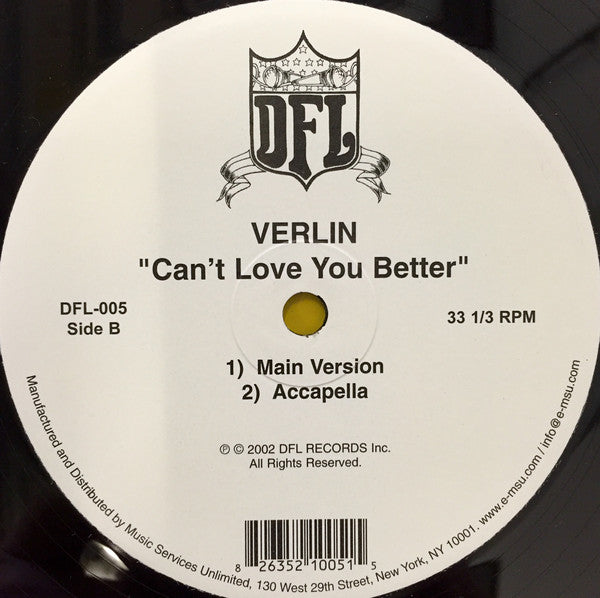 DFL
VERLIN
"Can't Love You Better"
DFL-005
Side B
33 1/3 RPM
1) Main Version
2) Accapella
℗ © 2002 DFL RECORDS Inc.
All Rights Reserved.
8 26352 10051 5
Manufactured and Distributed by Music Services Unlimited, 130 West 29th Street, New York, NY 10001. www.e-msu.com / info@e-msu.com